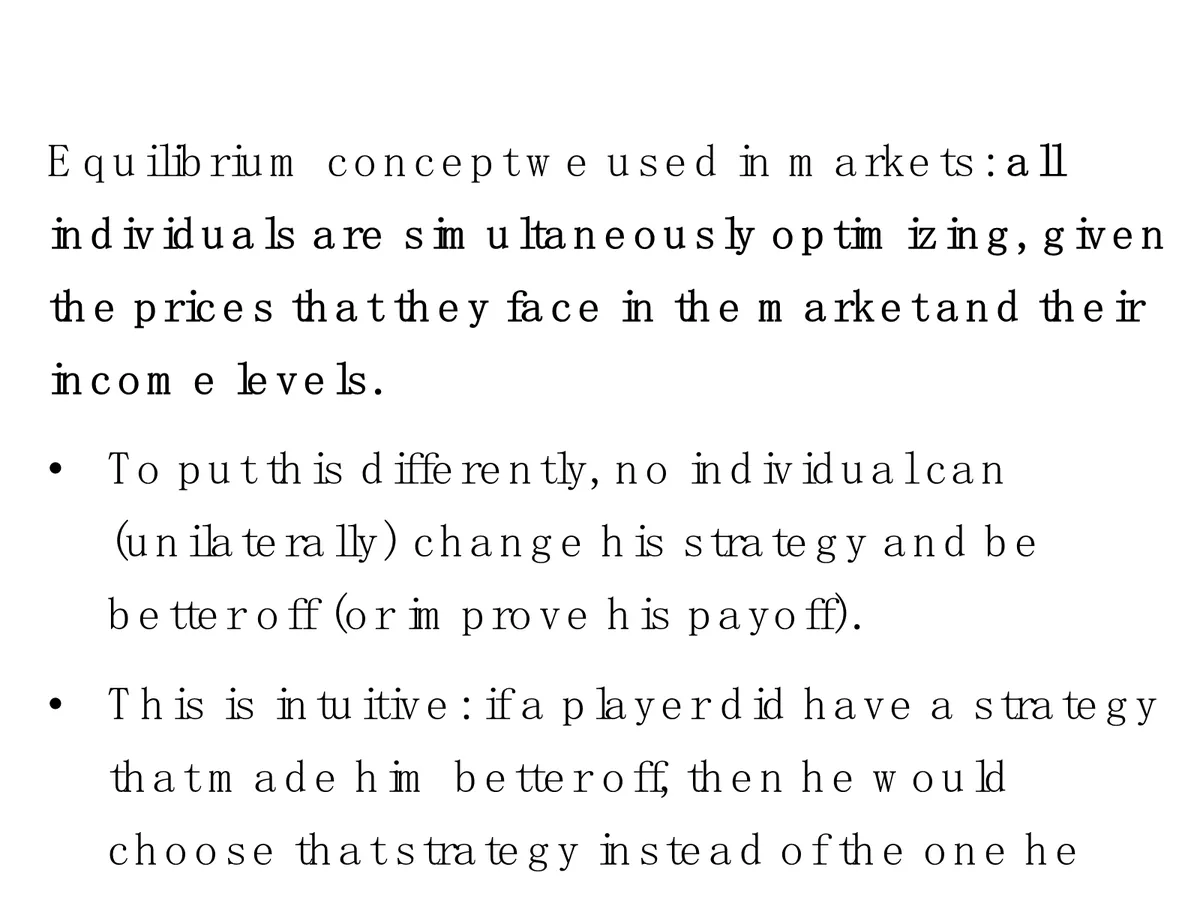 Equilibrium concept we used in markets: all
individuals are simultaneously optimizing, given
the prices that they face in the market and their
income levels.
• To put this differently, no individual can
(unilaterally) change his strategy and be
better off (or improve his payoff).
• This is intuitive: if a player did have a strategy
that made him better off, then he would
choose that strategy instead of the one he